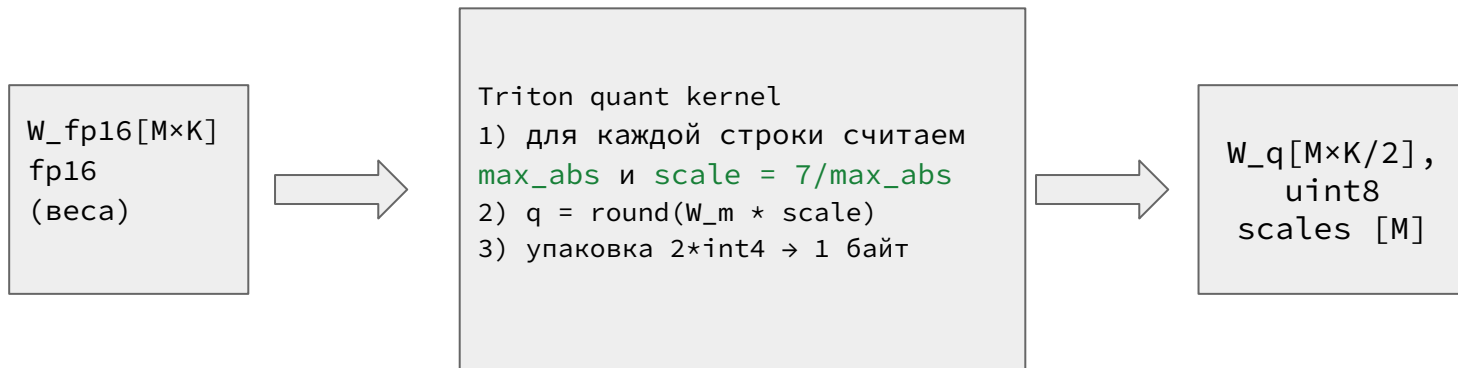 W_fp16[M×K]
fp16
(веса)
Triton quant kernel
1) для каждой строки считаем
max_abs и scale = 7/max_abs
2) q = round(W_m * scale)
3) упаковка 2*int4 → 1 байт
W_q[M×K/2],
uint8
scales [M]